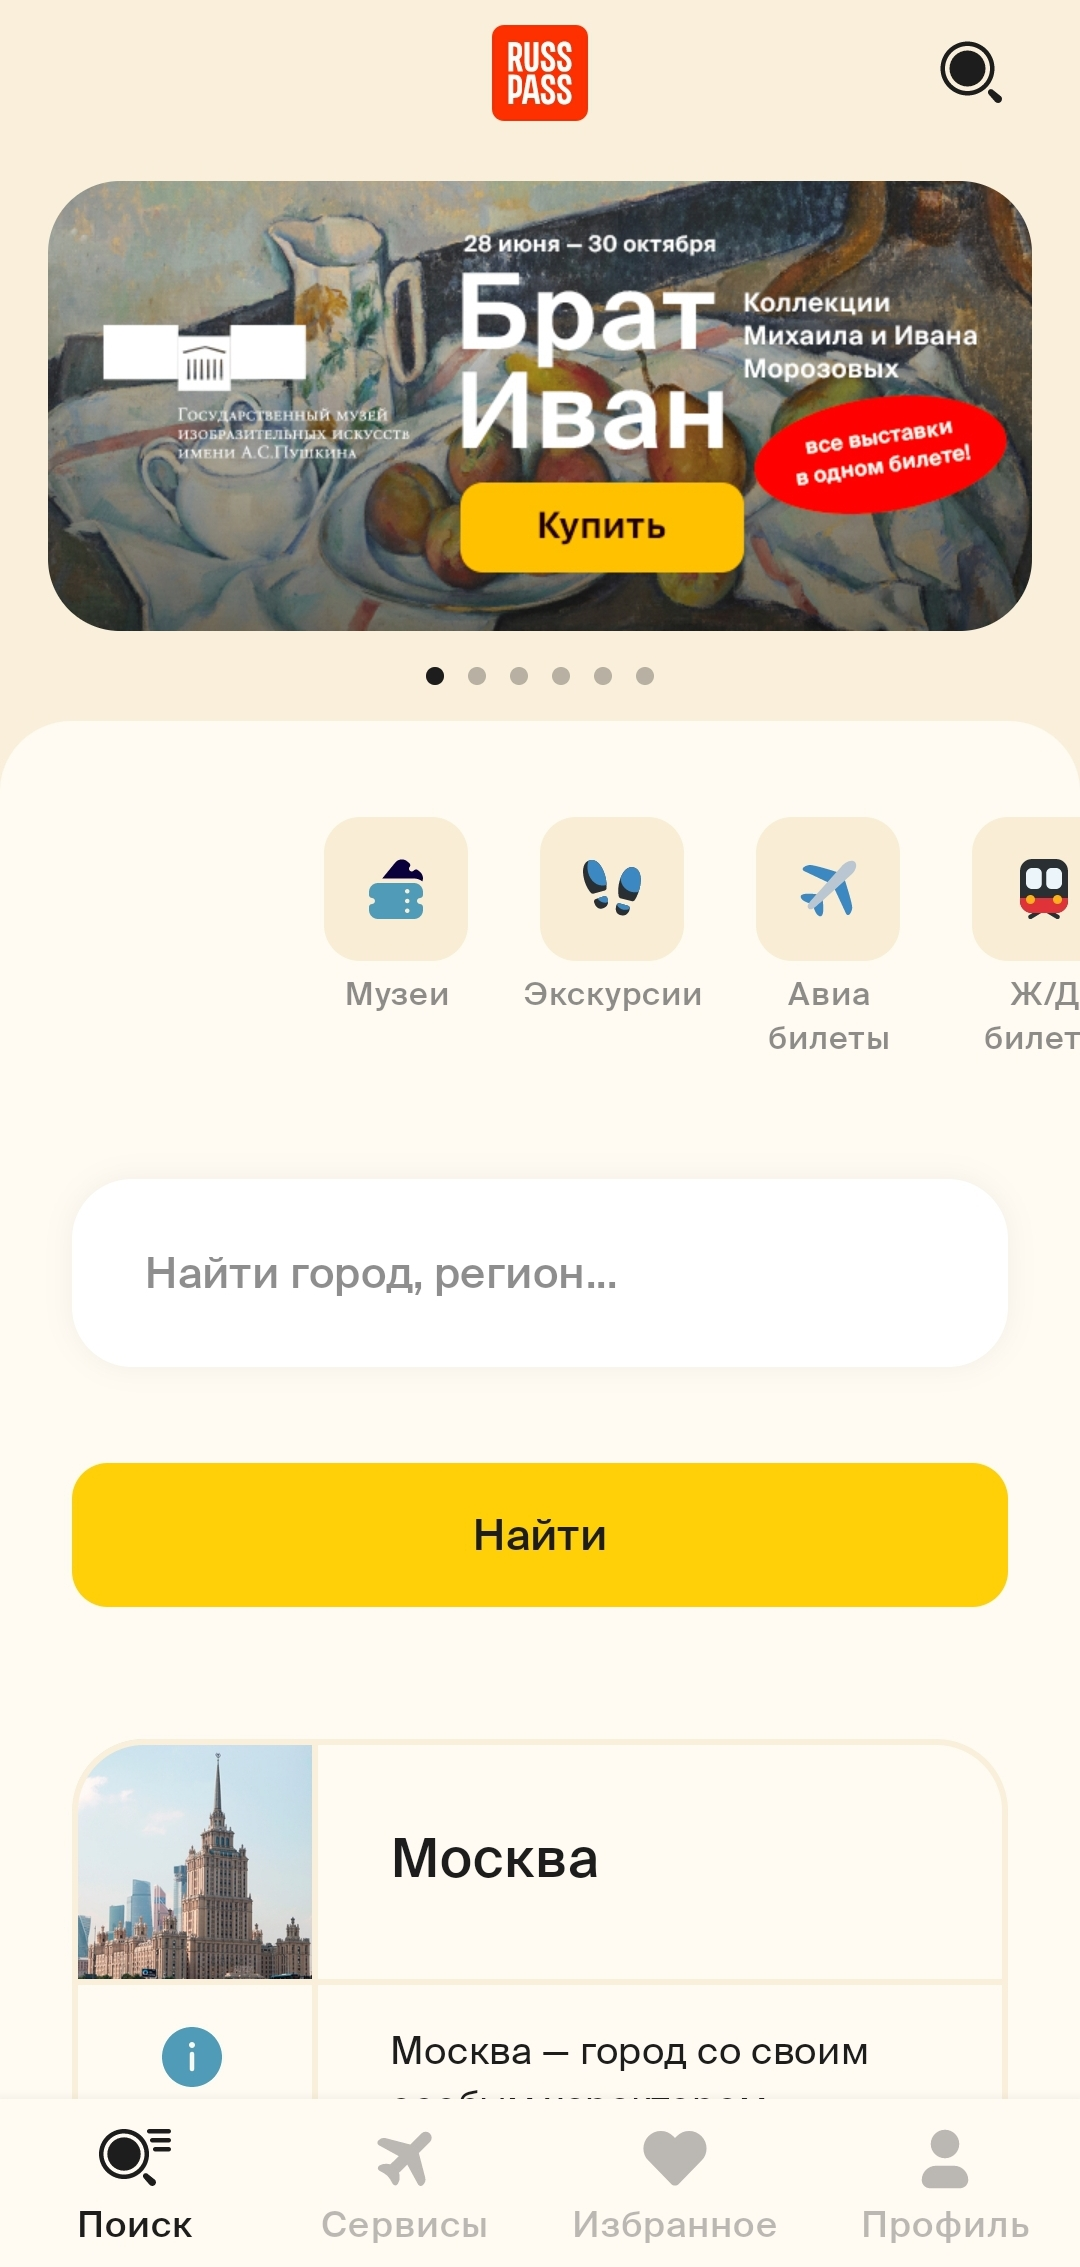 RUSS
PASS
28 июня – 30 октября
Брат
Иван
Коллекции
Михаила и Ивана
Морозовых
Государственный музей
изобразительных искусств
имени А.С.Пушкина
все выставки
в одном билете!
Купить
Музеи
Экскурсии
Авиа
билеты
Ж/Д
билет
Найти город, регион...
Найти
Москва
Москва — город со своим
Поиск
Сервисы
Избранное
Профиль